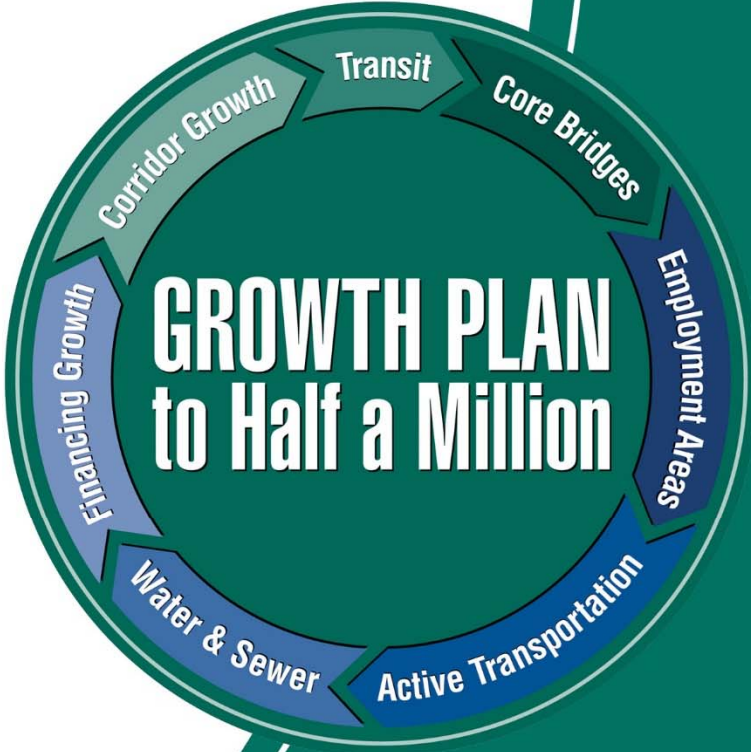 Transit
Core Bridges
Employment Areas
Active Transportation
Water & Sewer
Financing Growth
Corridor Growth
GROWTH PLAN
to Half a Million